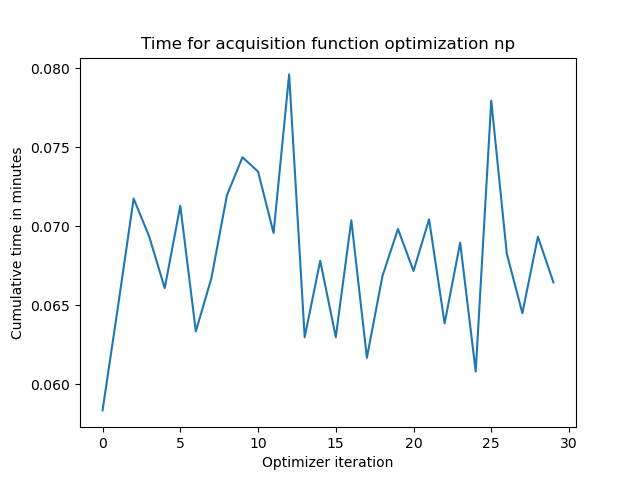 Time for acquisition function optimization np
0.080
0.075
0.070
0.065
0.060
Cumulative time in minutes
0 5 10 15 20 25 30
Optimizer iteration